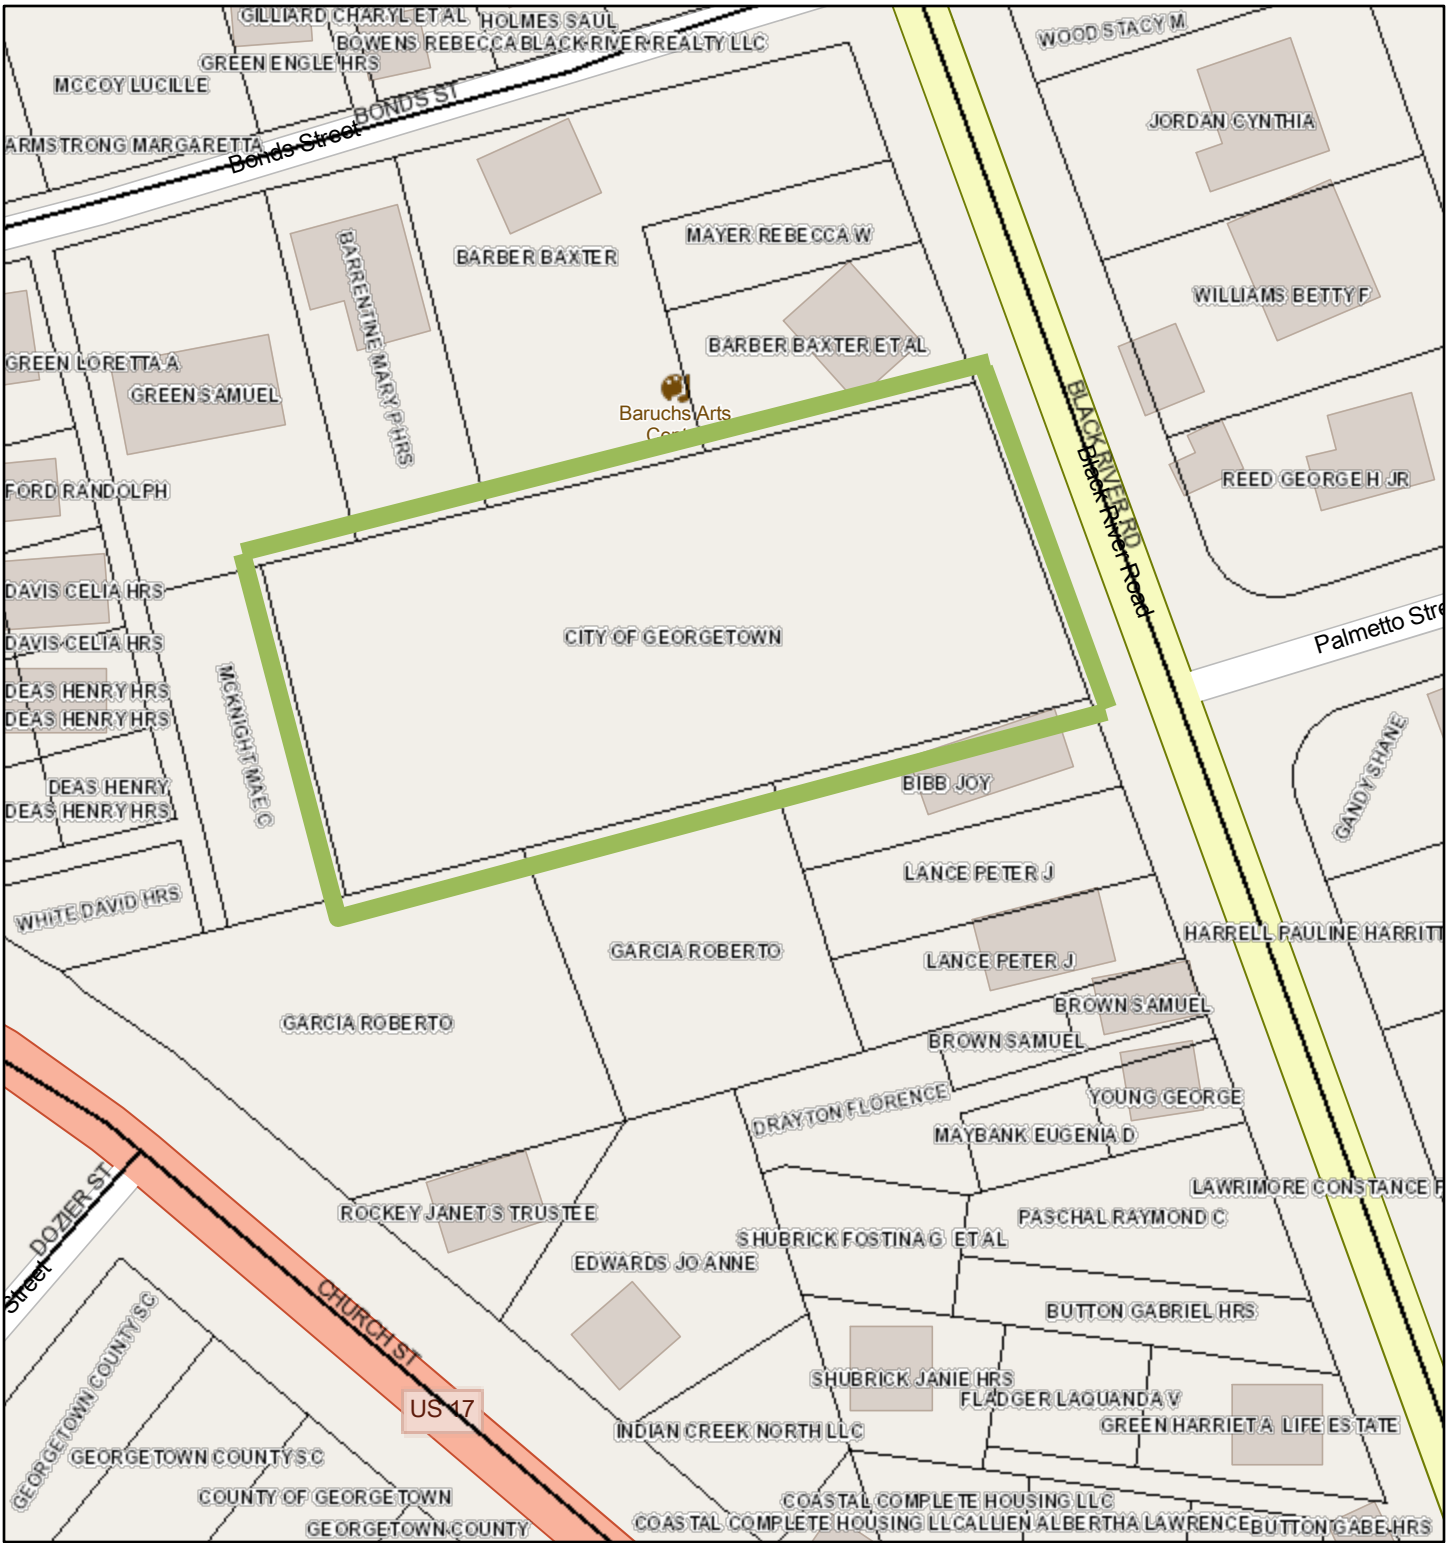 GILLIARD CHARYL ET AL
HOLMES SAUL
BOWENS REBECCA
BLACK RIVER REALTY LLC
GREEN ENGLE HRS
MCCOY LUCILLE
WOOD STACY M
BONDS ST
Bonds Street
ARMSTRONG MARGARETTA
JORDAN CYNTHIA
MAYER REBECCA W
BARBER BAXTER
BARRENTINE MARY P HRS
WILLIAMS BETTY F
BARBER BAXTER ET AL
GREEN LORETTA A
GREEN SAMUEL
Baruchs Arts
BLACK RIVER RD
Black River Road
FORD RANDOLPH
REED GEORGE H JR
DAVIS CELIA HRS
DAVIS CELIA HRS
CITY OF GEORGETOWN
Palmetto Stre
DEAS HENRY HRS
DEAS HENRY HRS
MCKNIGHT MAE C
DEAS HENRY
DEAS HENRY HRS
BIBB JOY
GANDY SHANE
LANCE PETER J
WHITE DAVID HRS
HARRELL PAULINE HARRITT
GARCIA ROBERTO
LANCE PETER J
BROWN SAMUEL
GARCIA ROBERTO
BROWN SAMUEL
YOUNG GEORGE
DRAYTON FLORENCE
MAYBANK EUGENIA D
LAWRIMORE CONSTANCE F
DOZIER ST
Street
ROCKEY JANET S TRUSTEE
PASCHAL RAYMOND C
SHUBRICK FOSTINA G ET AL
EDWARDS JO ANNE
BUTTON GABRIEL HRS
CHURCH ST
US 17
GEORGETOWN COUNTY SC
SHUBRICK JANIE HRS
FLADGER LAQUANDA V
GREEN HARRIET A LIFE ESTATE
INDIAN CREEK NORTH LLC
GEORGETOWN COUNTY S C
COUNTY OF GEORGETOWN
COASTAL COMPLETE HOUSING LLC
GEORGETOWN COUNTY
COASTAL COMPLETE HOUSING LLC
ALLIEN ALBERTHA LAWRENCE
BUTTON GABE HRS